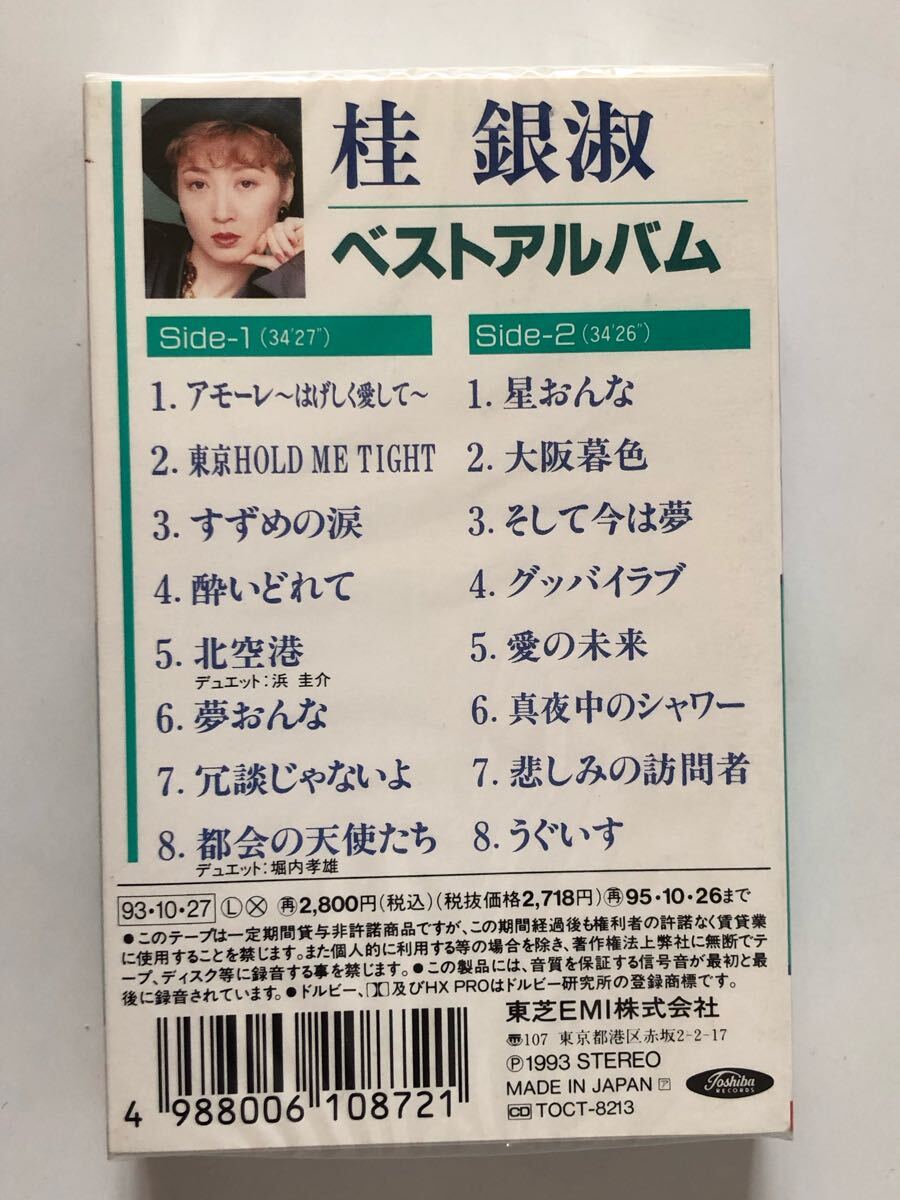 桂 銀淑
ベストアルバム
Side-1 (34'27")
1. アモーレ〜はげしく愛して〜
2. 東京HOLD ME TIGHT
3. すずめの涙
4. 酔いどれて
5. 北空港
デュエット:浜 圭介
6. 夢おんな
7. 冗談じゃないよ
8. 都会の天使たち
デュエット:堀内孝雄
Side-2 (34'26")
1. 星おんな
2. 大阪暮色
3. そして今は夢
4. グッバイラブ
5. 愛の未来
6. 真夜中のシャワー
7. 悲しみの訪問者
8. うぐいす
93・10・27 Ⓛ Ⓧ ㊢2,800円(税込)(税抜価格2,718円)㊢95・10・26まで
●このテープは一定期間貸与非許諾商品ですが、この期間経過後も権利者の許諾なく賃貸業
に使用することを禁じます。また個人的に利用する等の場合を除き、著作権法上弊社に無断でテ
ープ、ディスク等に録音する事を禁じます。●この製品には、音質を保証する信号音が最初と最
後に録音されています。●ドルビー、及びHX PROはドルビー研究所の登録商標です。
東芝EMI株式会社
〒107 東京都港区赤坂2-2-17
Ⓟ1993 STEREO
MADE IN JAPAN ア
CD TOCT-8213
Toshiba
RECORDS
4 988006 108721